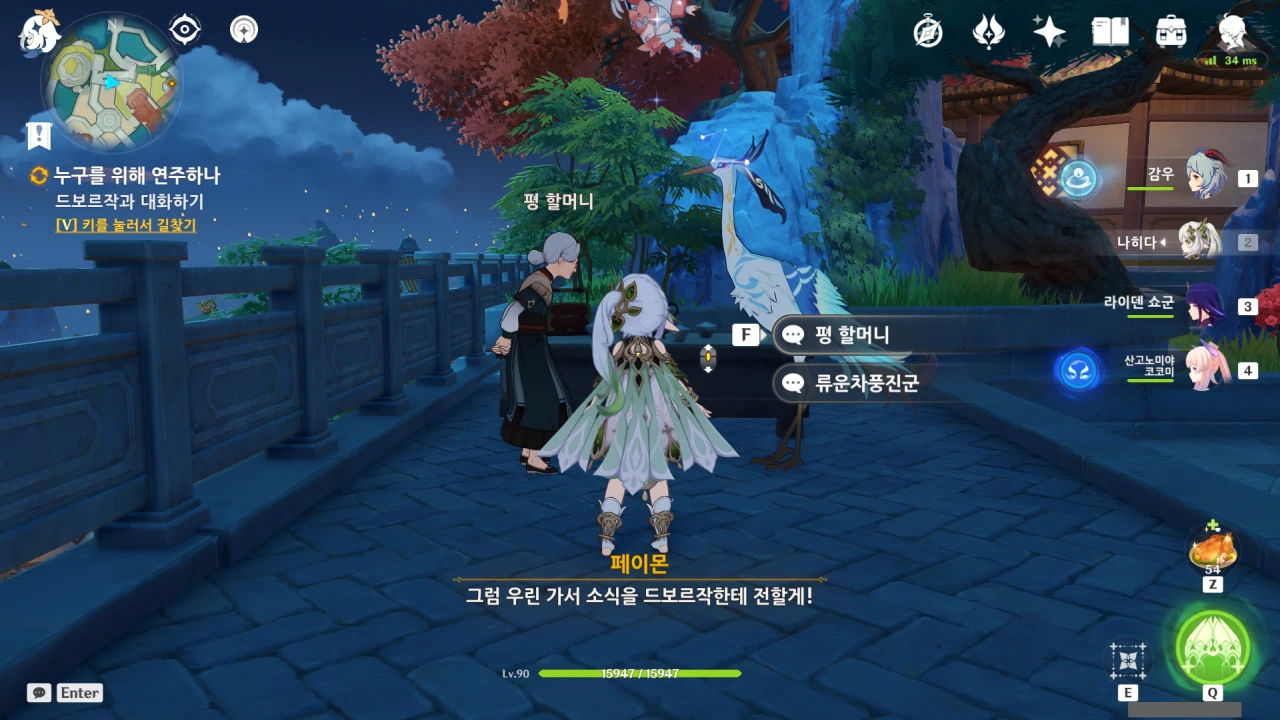 N
34 ms
누구를 위해 연주하나
드보르작과 대화하기
[V] 키를 눌러서 길찾기
평 할머니
감우
1
나히다
2
라이덴 쇼군
3
산고노미야
코코미
4
F
평 할머니
류운차풍진군
페이몬
그럼 우린 가서 소식을 드보르작한테 전할게!
54
Z
Lv.90
15947 / 15947
Enter
E
Q